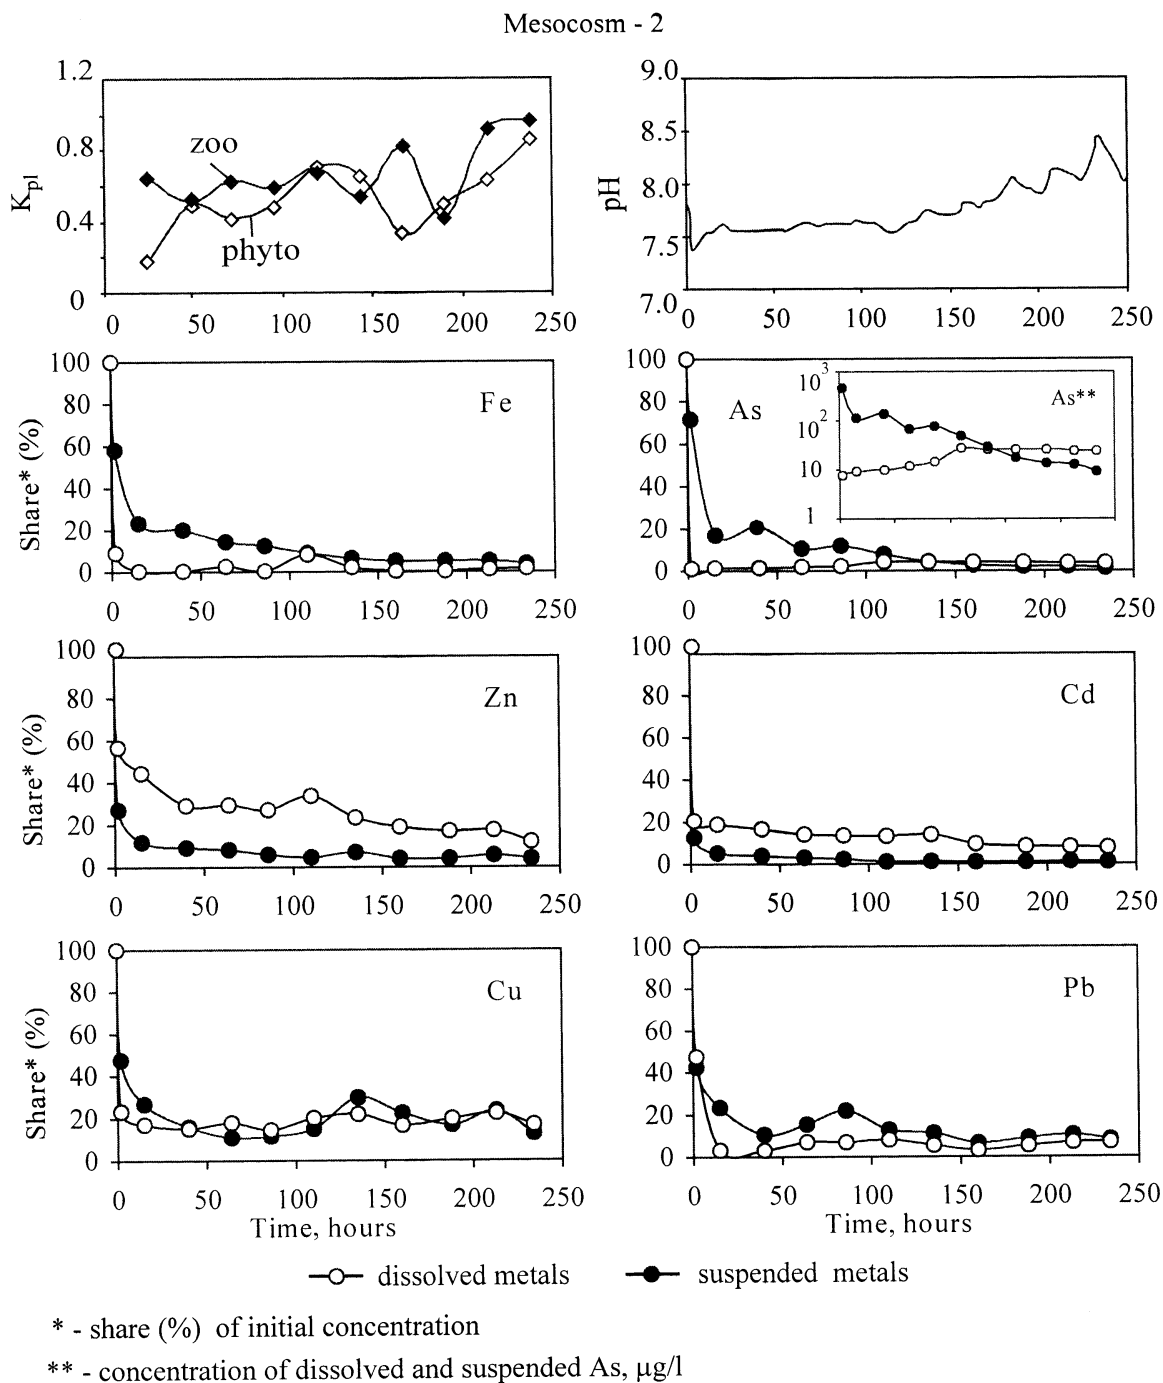 Mesocosm - 2
1.2
0.8
0.4
0
K_pl
zoo
phyto
0 50 100 150 200 250
9.0
8.5
8.0
7.5
7.0
pH
0 50 100 150 200 250
100
80
60
40
20
0
Share* (%)
Fe
0 50 100 150 200 250
100
80
60
40
20
0
As
10³
10²
10
1
As**
0 50 100 150 200 250
100
80
60
40
20
0
Share* (%)
Zn
0 50 100 150 200 250
100
80
60
40
20
0
Cd
0 50 100 150 200 250
100
80
60
40
20
0
Share* (%)
Cu
0 50 100 150 200 250
Time, hours
100
80
60
40
20
0
Pb
0 50 100 150 200 250
Time, hours
dissolved metals suspended metals
* - share (%) of initial concentration
** - concentration of dissolved and suspended As, µg/l